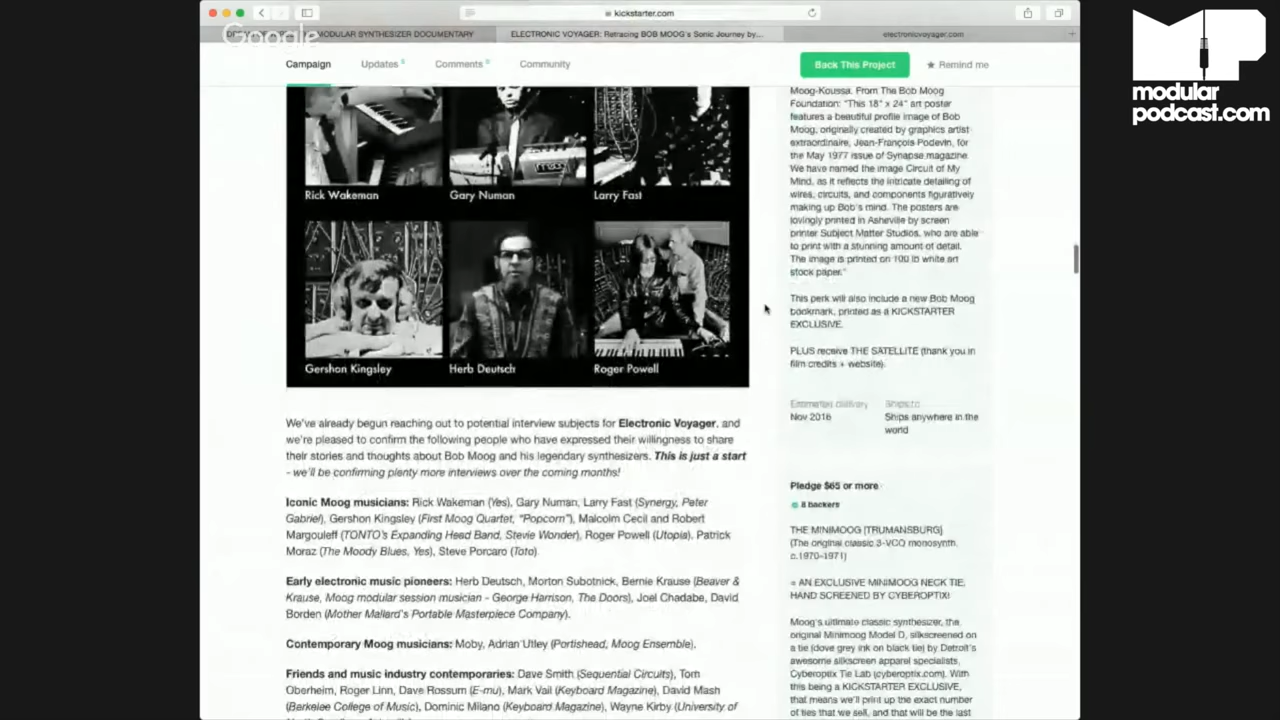 kickstarter.com
Google
MODULAR SYNTHESIZER DOCUMENTARY
ELECTRONIC VOYAGER: Retracing BOB MOOG's Sonic Journey by...
electronicvoyager.com
Campaign
Updates
Comments
Community
Back This Project
Remind me
Rick Wakeman
Gary Numan
Larry Fast
Gershon Kingsley
Herb Deutsch
Roger Powell
We've already begun reaching out to potential interview subjects for Electronic Voyager, and
we're pleased to confirm the following people who have expressed their willingness to share
their stories and thoughts about Bob Moog and his legendary synthesizers. This is just a start
- we'll be confirming plenty more interviews over the coming months!
Iconic Moog musicians: Rick Wakeman (Yes), Gary Numan, Larry Fast (Synergy, Peter
Gabriel), Gershon Kingsley (First Moog Quartet, "Popcorn"), Malcolm Cecil and Robert
Margouleff (TONTO's Expanding Head Band, Stevie Wonder), Roger Powell (Utopia), Patrick
Moraz (The Moody Blues, Yes), Steve Porcaro (Toto).
Early electronic music pioneers: Herb Deutsch, Morton Subotnick, Bernie Krause (Beaver &
Krause, Moog modular session musician - George Harrison, The Doors), Joel Chadabe, David
Borden (Mother Mallard's Portable Masterpiece Company).
Contemporary Moog musicians: Moby, Adrian Utley (Portishead, Moog Ensemble).
Friends and music industry contemporaries: Dave Smith (Sequential Circuits), Tom
Oberheim, Roger Linn, Dave Rossum (E-mu), Mark Vail (Keyboard Magazine), David Mash
(Berkelee College of Music), Dominic Milano (Keyboard Magazine), Wayne Kirby (University of
Moog-Koussa. From The Bob Moog
Foundation: "This 18" x 24" art poster
features a beautiful profile image of Bob
Moog, originally created by graphics artist
extraordinaire, Jean-François Podevin, for
the May 1977 issue of Synapse magazine.
We have named the image Circuit of My
Mind, as it reflects the intricate detailing of
wires, circuits, and components figuratively
making up Bob's mind. The posters are
lovingly printed in Asheville by screen
printer Subject Matter Studios, who are able
to print with a stunning amount of detail.
The image is printed on 100 lb white art
stock paper."
This perk will also include a new Bob Moog
bookmark, printed as a KICKSTARTER
EXCLUSIVE.
PLUS receive THE SATELLITE (thank you in
film credits + website).
Estimated delivery
Nov 2016
Ships to
Ships anywhere in the
world
Pledge $65 or more
8 backers
THE MINIMOOG [TRUMANSBURG]
(The original classic 3-VCO monosynth,
c.1970-1971)
= AN EXCLUSIVE MINIMOOG NECK TIE,
HAND SCREENED BY CYBEROPTIX!
Moog's ultimate classic synthesizer, the
original Minimoog Model D, silkscreened on
a tie (dove grey ink on black tie) by Detroit's
awesome silkscreen apparel specialists,
Cyberoptix Tie Lab (cyberoptix.com). With
this being a KICKSTARTER EXCLUSIVE,
that means we'll print up the exact number
of ties that we sell, and that will be the last
MP
modular
podcast.com